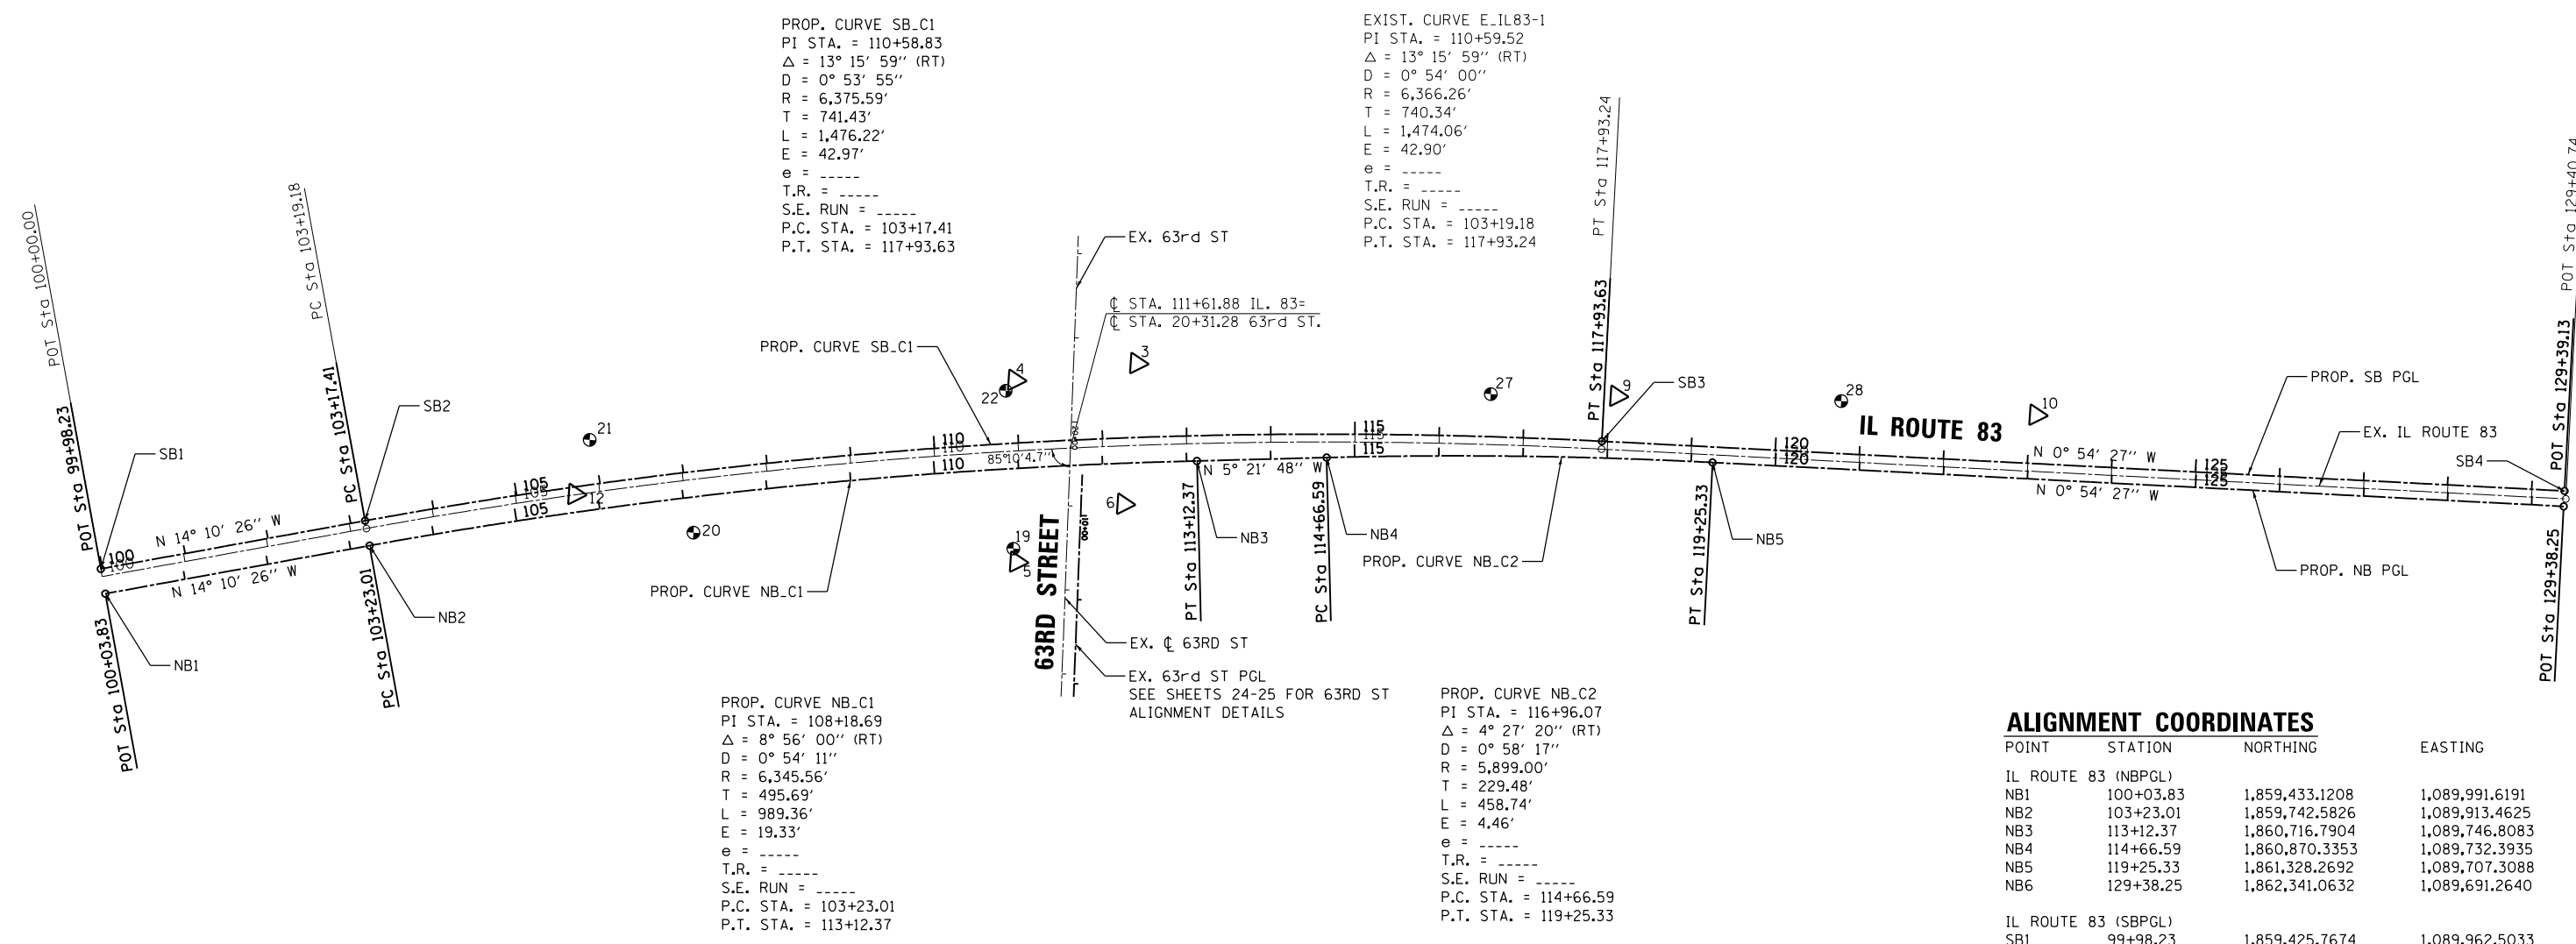 PROP. CURVE SB_C1
PI STA. = 110+58.83
Δ = 13° 15′ 59′′ (RT)
D = 0° 53′ 55′′
R = 6,375.59′
T = 741.43′
L = 1,476.22′
E = 42.97′
e = _____
T.R. = _____
S.E. RUN = _____
P.C. STA. = 103+17.41
P.T. STA. = 117+93.63
EXIST. CURVE E_IL83-1
PI STA. = 110+59.52
Δ = 13° 15′ 59′′ (RT)
D = 0° 54′ 00′′
R = 6,366.26′
T = 740.34′
L = 1,474.06′
E = 42.90′
e = _____
T.R. = _____
S.E. RUN = _____
P.C. STA. = 103+19.18
P.T. STA. = 117+93.24
POT Sta 100+00.00
POT Sta 99+98.23
PC Sta 103+19.18
PC Sta 103+17.41
PT Sta 117+93.24
PT Sta 117+93.63
POT Sta 129+40.74
POT Sta 129+39.13
EX. 63rd ST
℄ STA. 111+61.88 IL. 83=
℄ STA. 20+31.28 63rd ST.
PROP. CURVE SB_C1
SB1
SB2
SB3
SB4
21
22
4
3
27
9
28
10
12
20
19
5
6
IL ROUTE 83
PROP. SB PGL
EX. IL ROUTE 83
PROP. NB PGL
N 14° 10′ 26′′ W
N 14° 10′ 26′′ W
N 5° 21′ 48′′ W
N 0° 54′ 27′′ W
N 0° 54′ 27′′ W
100
100
105
105
105
110
110
110
115
115
115
120
120
125
125
125
85°10′4.7′′
20+00
10+00
NB1
NB2
NB3
NB4
NB5
POT Sta 100+03.83
PC Sta 103+23.01
PT Sta 113+12.37
PC Sta 114+66.59
PT Sta 119+25.33
POT Sta 129+38.25
PROP. CURVE NB_C1
PROP. CURVE NB_C2
63RD STREET
EX. ℄ 63RD ST
EX. 63rd ST PGL
SEE SHEETS 24-25 FOR 63RD ST
ALIGNMENT DETAILS
PROP. CURVE NB_C1
PI STA. = 108+18.69
Δ = 8° 56′ 00′′ (RT)
D = 0° 54′ 11′′
R = 6,345.56′
T = 495.69′
L = 989.36′
E = 19.33′
e = _____
T.R. = _____
S.E. RUN = _____
P.C. STA. = 103+23.01
P.T. STA. = 113+12.37
PROP. CURVE NB_C2
PI STA. = 116+96.07
Δ = 4° 27′ 20′′ (RT)
D = 0° 58′ 17′′
R = 5,899.00′
T = 229.48′
L = 458.74′
E = 4.46′
e = _____
T.R. = _____
S.E. RUN = _____
P.C. STA. = 114+66.59
P.T. STA. = 119+25.33
ALIGNMENT COORDINATES
POINT STATION NORTHING EASTING
IL ROUTE 83 (NBPGL)
NB1 100+03.83 1,859,433.1208 1,089,991.6191
NB2 103+23.01 1,859,742.5826 1,089,913.4625
NB3 113+12.37 1,860,716.7904 1,089,746.8083
NB4 114+66.59 1,860,870.3353 1,089,732.3935
NB5 119+25.33 1,861,328.2692 1,089,707.3088
NB6 129+38.25 1,862,341.0632 1,089,691.2640
IL ROUTE 83 (SBPGL)
SB1 99+98.23 1,859,425.7674 1,089,962.5033